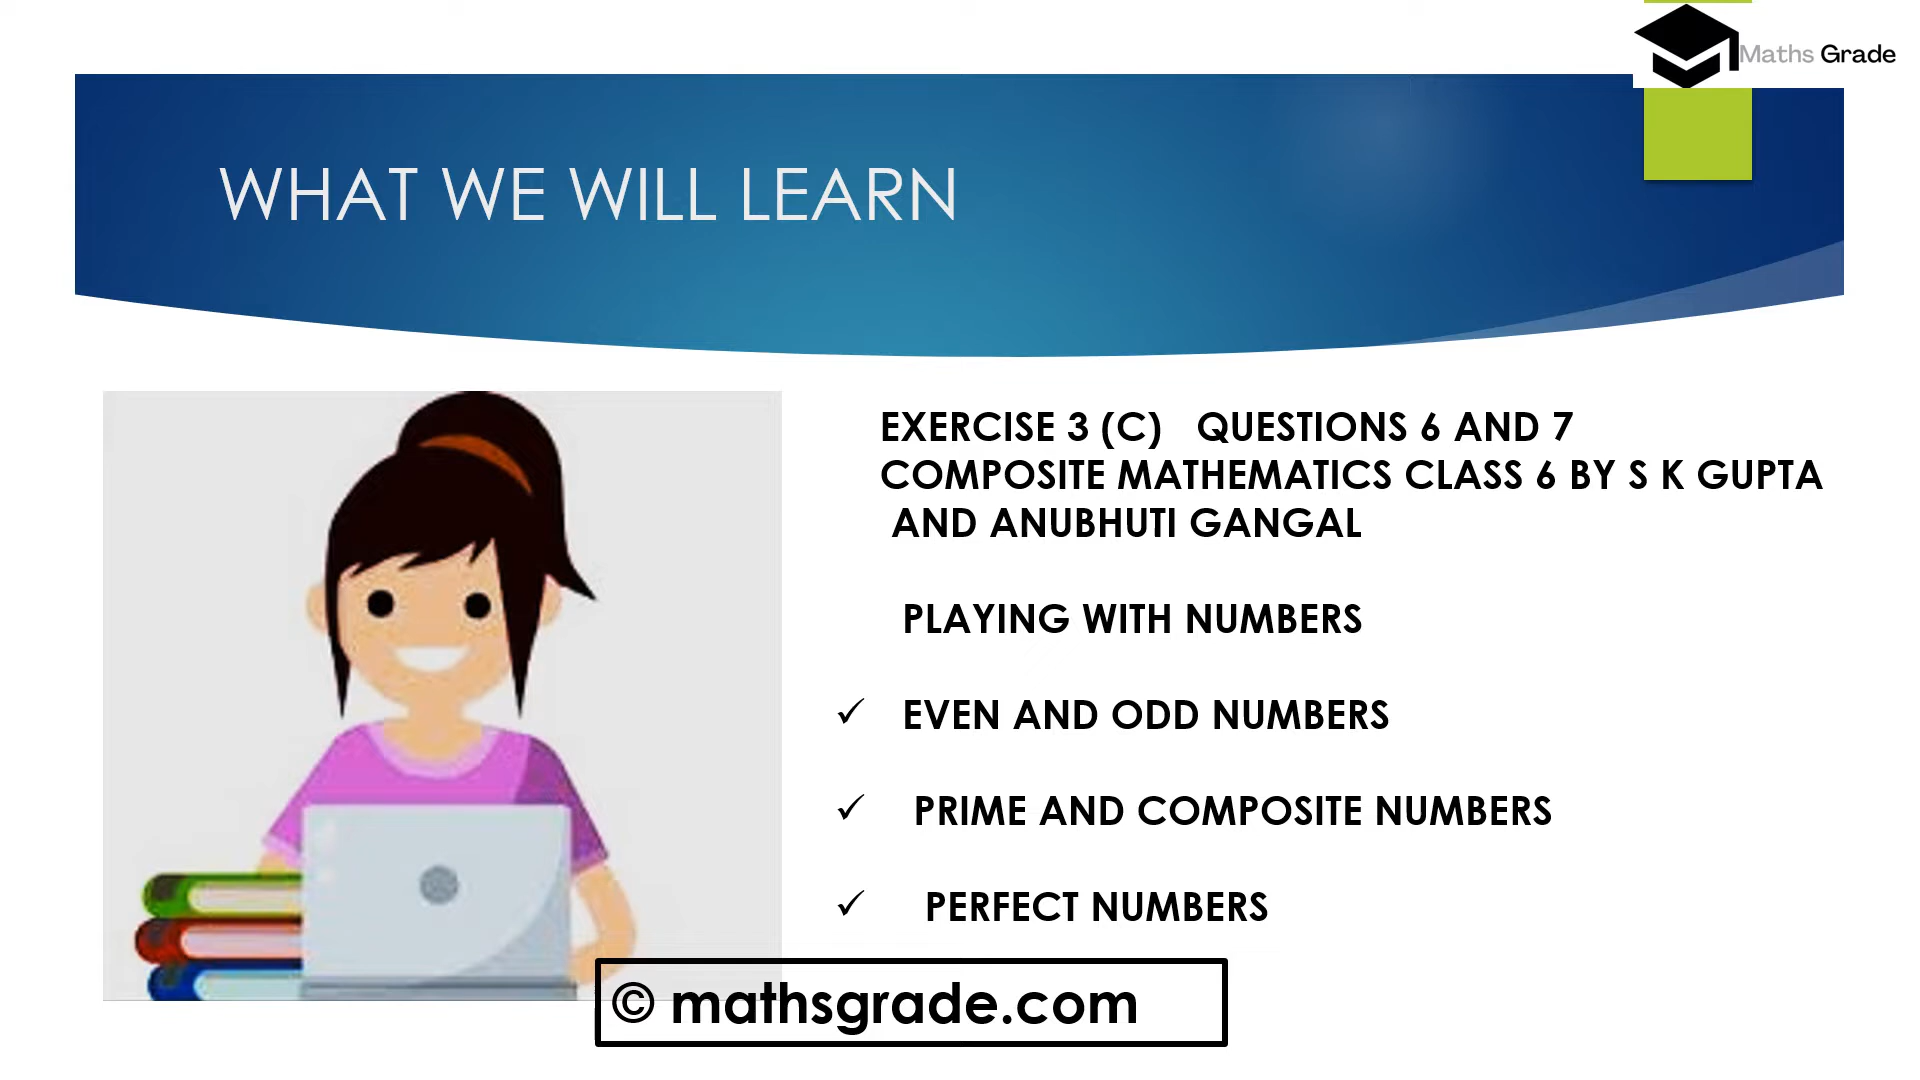 Maths Grade
WHAT WE WILL LEARN
EXERCISE 3 (C) QUESTIONS 6 AND 7
COMPOSITE MATHEMATICS CLASS 6 BY S K GUPTA
AND ANUBHUTI GANGAL
PLAYING WITH NUMBERS
✓ EVEN AND ODD NUMBERS
✓ PRIME AND COMPOSITE NUMBERS
✓ PERFECT NUMBERS
© mathsgrade.com